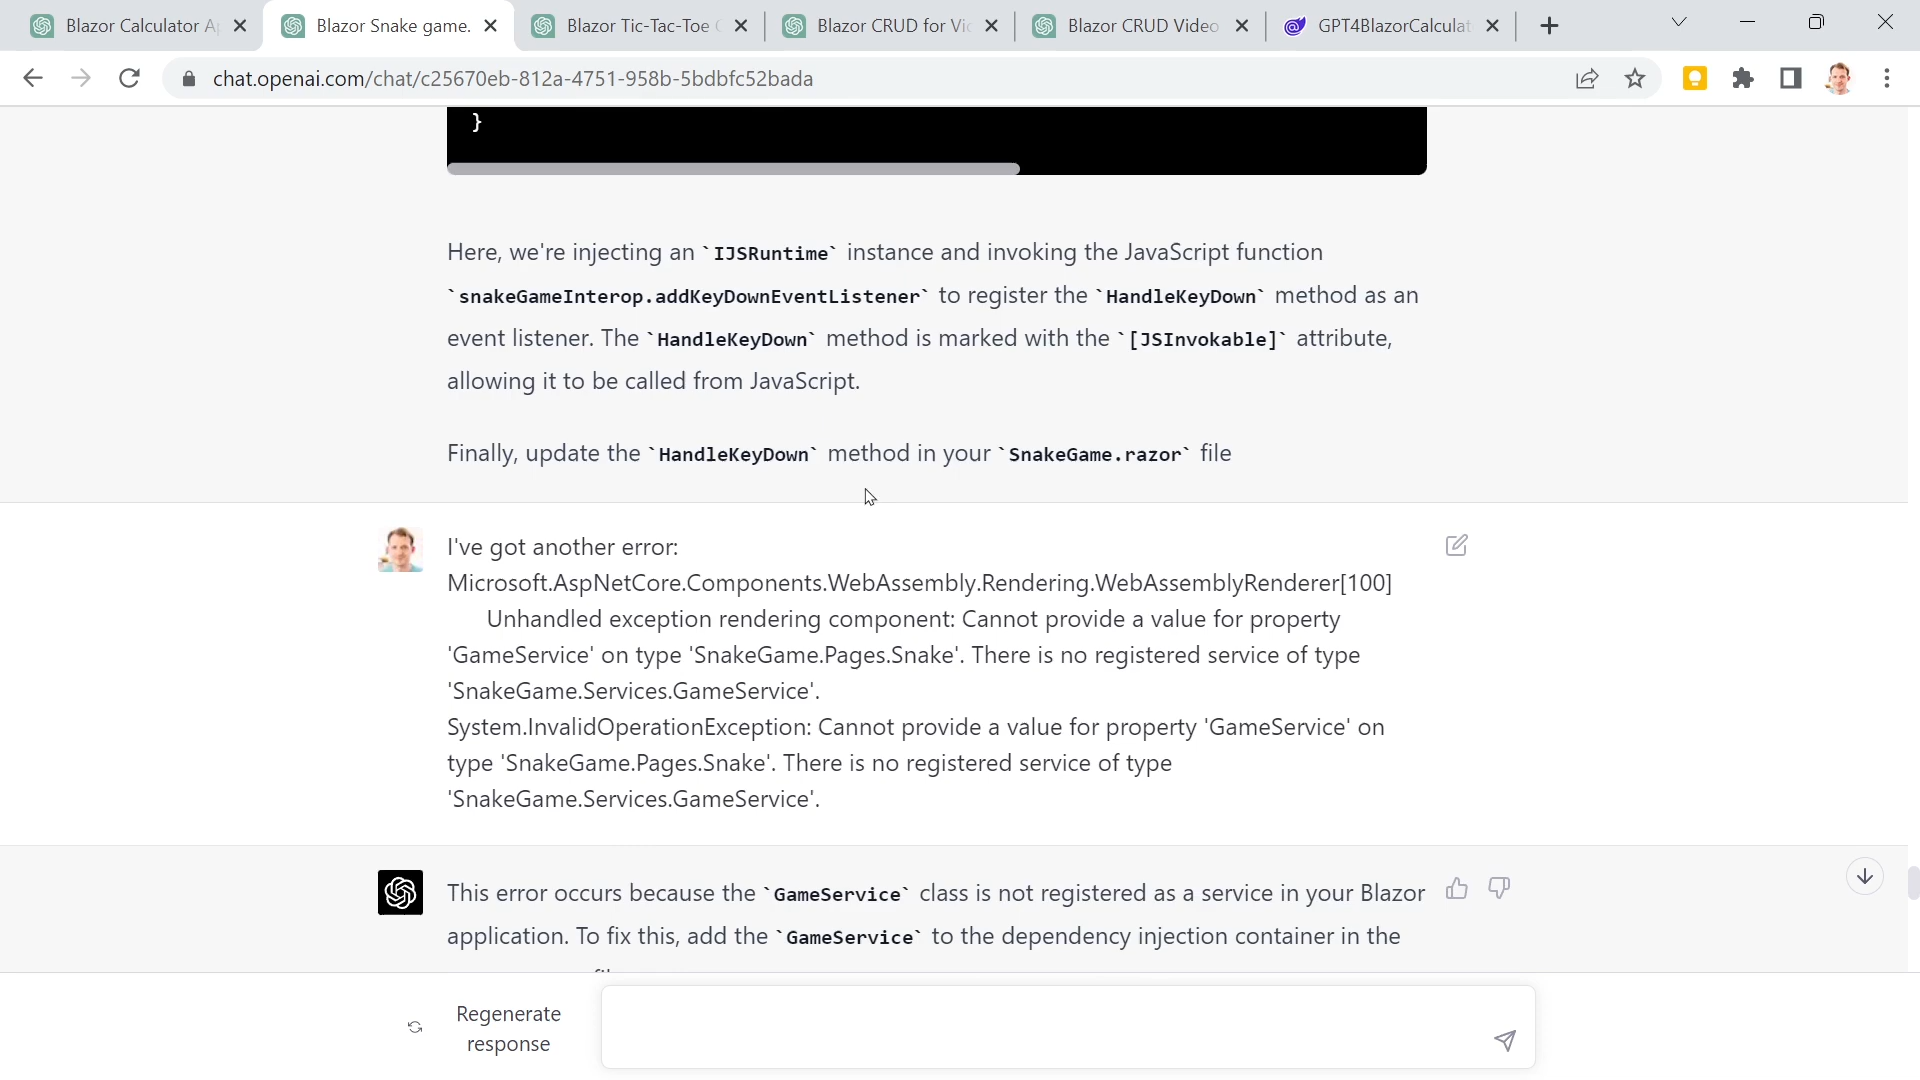 Blazor Calculator A
Blazor Snake game.
Blazor Tic-Tac-Toe
Blazor CRUD for Vi
Blazor CRUD Video
GPT4BlazorCalculat
chat.openai.com/chat/c25670eb-812a-4751-958b-5bdbfc52bada
}
Here, we're injecting an `IJSRuntime` instance and invoking the JavaScript function
`snakeGameInterop.addKeyDownEventListener` to register the `HandleKeyDown` method as an
event listener. The `HandleKeyDown` method is marked with the `[JSInvokable]` attribute,
allowing it to be called from JavaScript.
Finally, update the `HandleKeyDown` method in your `SnakeGame.razor` file
I've got another error:
Microsoft.AspNetCore.Components.WebAssembly.Rendering.WebAssemblyRenderer[100]
Unhandled exception rendering component: Cannot provide a value for property
'GameService' on type 'SnakeGame.Pages.Snake'. There is no registered service of type
'SnakeGame.Services.GameService'.
System.InvalidOperationException: Cannot provide a value for property 'GameService' on
type 'SnakeGame.Pages.Snake'. There is no registered service of type
'SnakeGame.Services.GameService'.
This error occurs because the `GameService` class is not registered as a service in your Blazor
application. To fix this, add the `GameService` to the dependency injection container in the
Regenerate
response